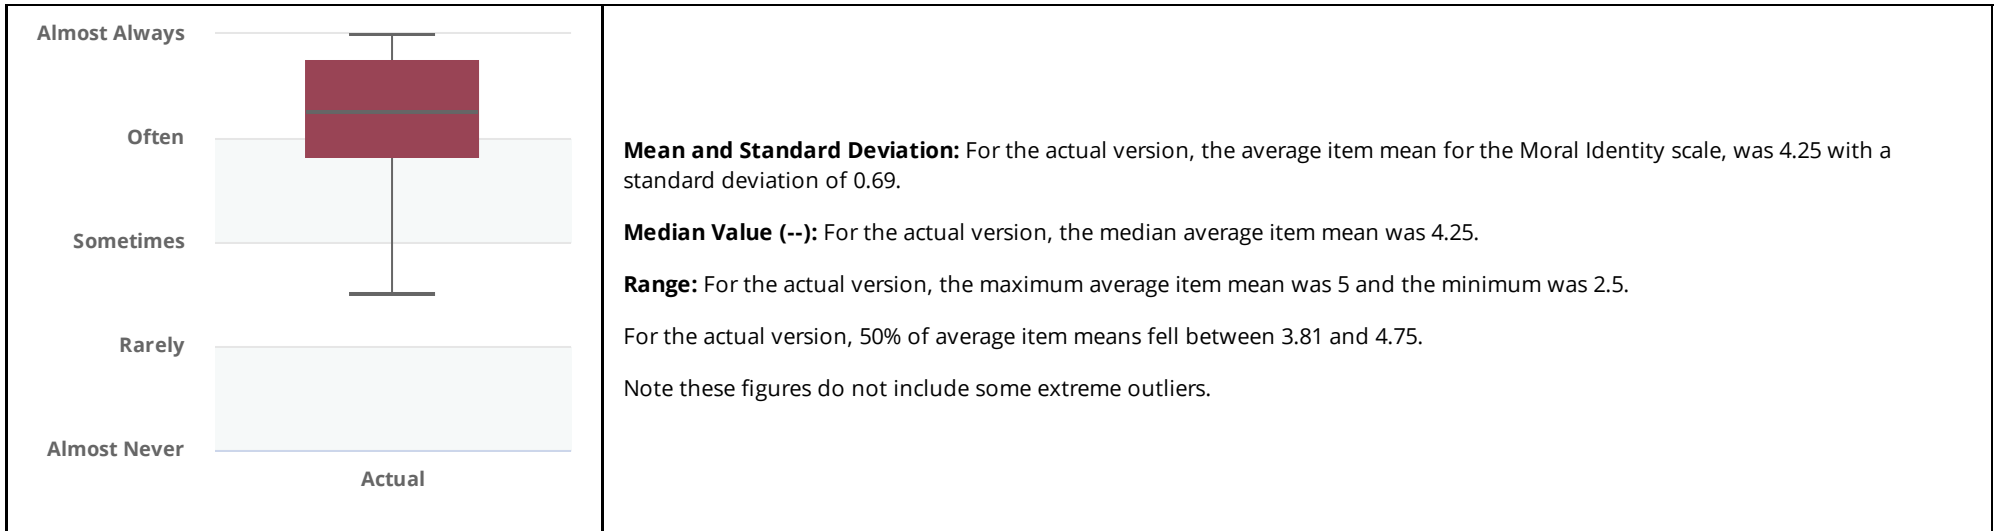 Almost Always
Often
Sometimes
Rarely
Almost Never
Actual
Mean and Standard Deviation: For the actual version, the average item mean for the Moral Identity scale, was 4.25 with a
standard deviation of 0.69.
Median Value (--): For the actual version, the median average item mean was 4.25.
Range: For the actual version, the maximum average item mean was 5 and the minimum was 2.5.
For the actual version, 50% of average item means fell between 3.81 and 4.75.
Note these figures do not include some extreme outliers.